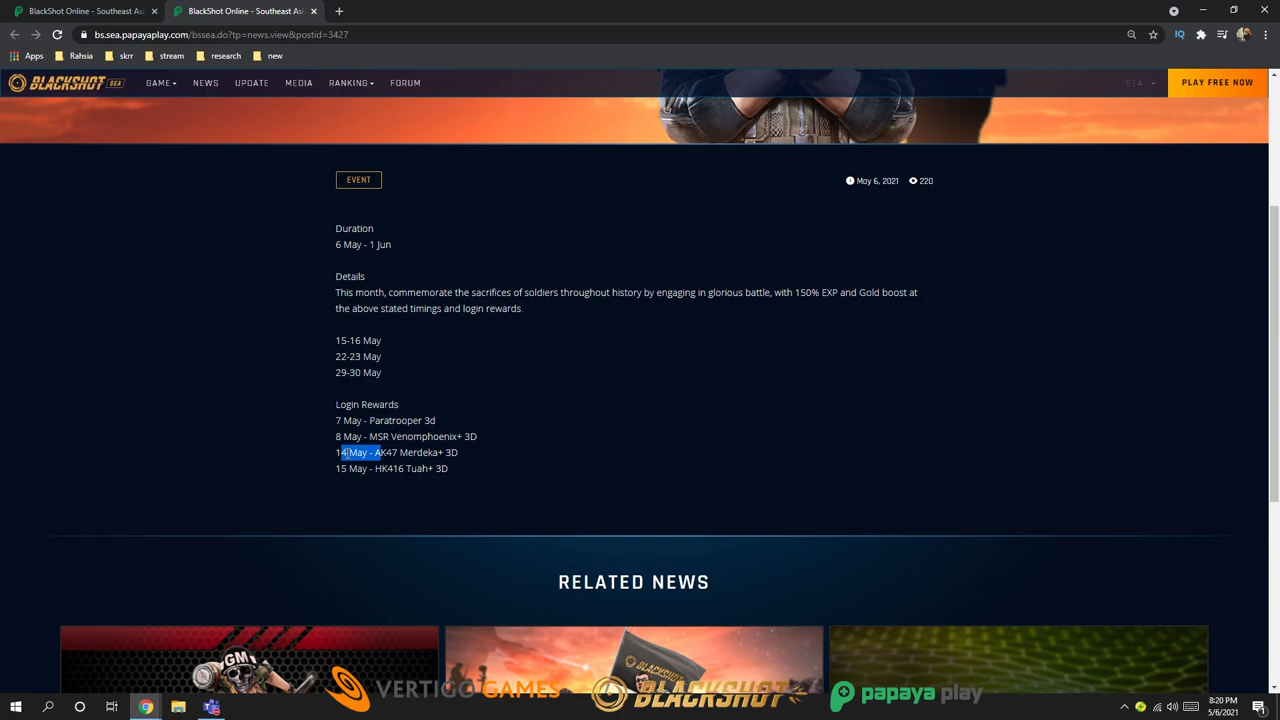 BlackShot Online - Southeast Asi
BlackShot Online - Southeast Asi
bs.sea.papayaplay.com/bssea.do?tp=news.view&postid=3427
Apps Rahsia skrr stream research new
BLACKSHOT SEA GAME NEWS UPDATE MEDIA RANKING FORUM SEA PLAY FREE NOW
EVENT May 6, 2021 220
Duration
6 May - 1 Jun
Details
This month, commemorate the sacrifices of soldiers throughout history by engaging in glorious battle, with 150% EXP and Gold boost at
the above stated timings and login rewards.
15-16 May
22-23 May
29-30 May
Login Rewards
7 May - Paratrooper 3d
8 May - MSR Venomphoenix+ 3D
14 May - AK47 Merdeka+ 3D
15 May - HK416 Tuah+ 3D
RELATED NEWS
GM
BLACKSHOT
VERTIGO GAMES BLACKSHOT papaya play
8:20 PM
5/6/2021